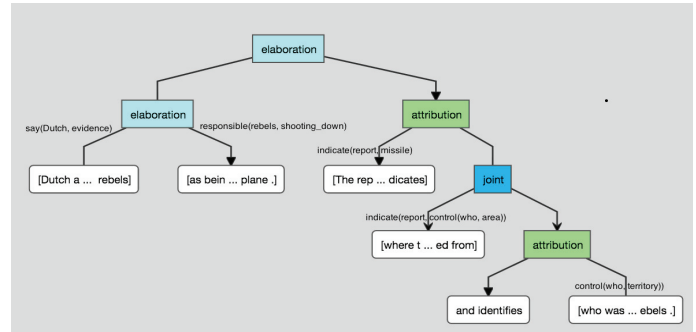 elaboration
elaboration
attribution
say(Dutch, evidence)
responsible(rebels, shooting_down)
indicate(report, missile)
[Dutch a ... rebels]
[as bein ... plane .]
[The rep ... dicates]
joint
indicate(report, control(who, area))
[where t ... ed from]
attribution
control(who, territory))
and identifies
[who was ... ebels .]